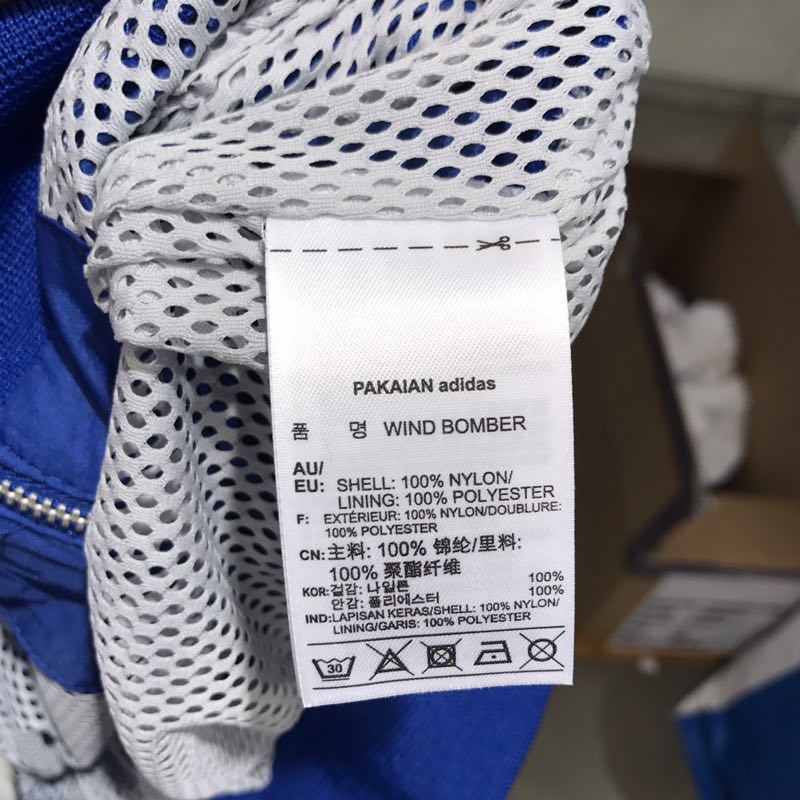 PAKAIAN adidas
품 명 WIND BOMBER
AU/
EU: SHELL: 100% NYLON/
LINING: 100% POLYESTER
F: EXTÉRIEUR: 100% NYLON/DOUBLURE:
100% POLYESTER
CN:主料: 100% 锦纶/里料:
100% 聚酯纤维
KOR:겉감: 나일론 100%
안감: 폴리에스터 100%
IND:LAPISAN KERAS/SHELL: 100% NYLON/
LINING/GARIS: 100% POLYESTER
30